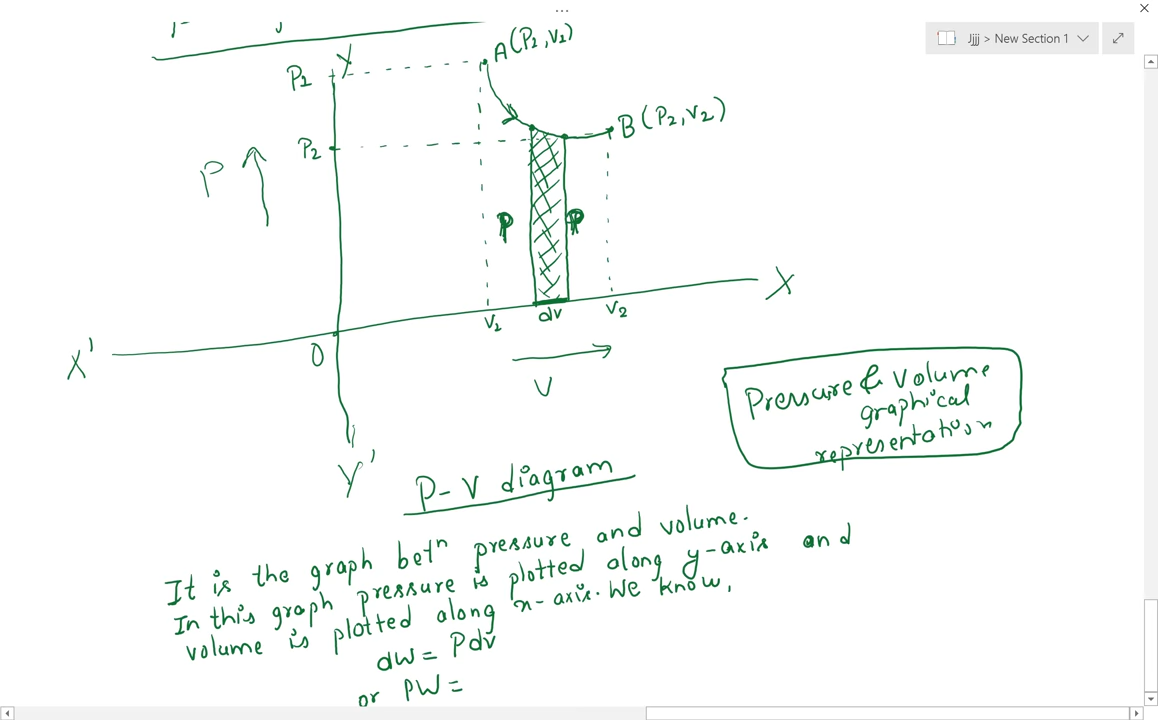 Jjjj > New Section 1
Y
A(P₁,V₁)
P₁
B(P₂,V₂)
P₂
P
P P
X
V₁ dv V₂
X'
O
V
Y'
Pressure & Volume
graphical
representation
P-V diagram
It is the graph betⁿ pressure and volume.
In this graph pressure is plotted along y-axis and
volume is plotted along x-axis. We know,
dW = Pdv
or PW =